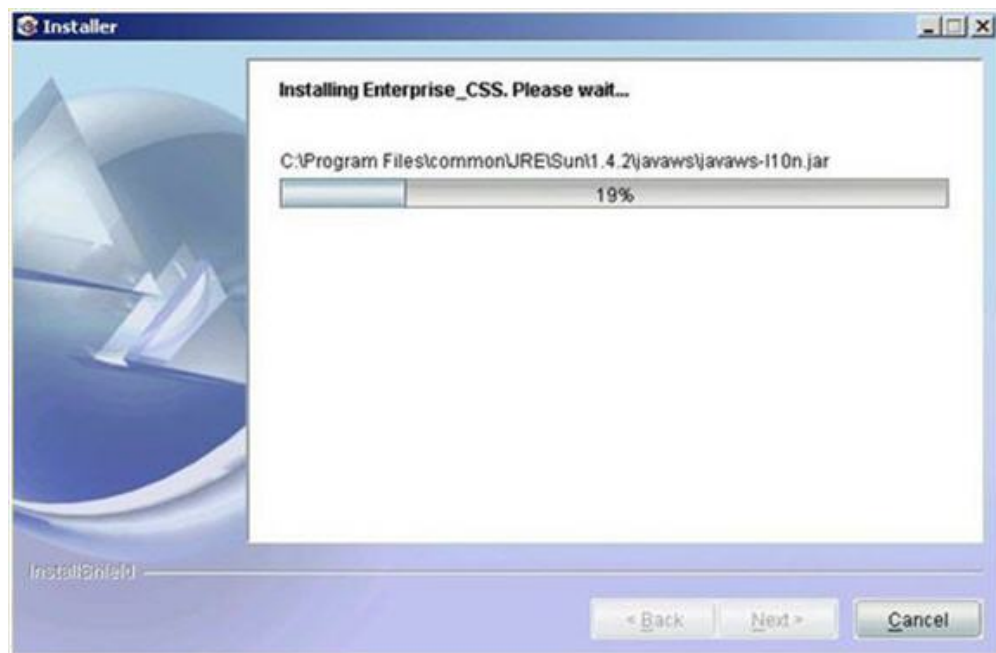 Installer
Installing Enterprise_CSS. Please wait...
C:\Program Files\common\JRE\Sun\1.4.2\javaws\javaws-l10n.jar
19%
InstallShield
< Back
Next >
Cancel